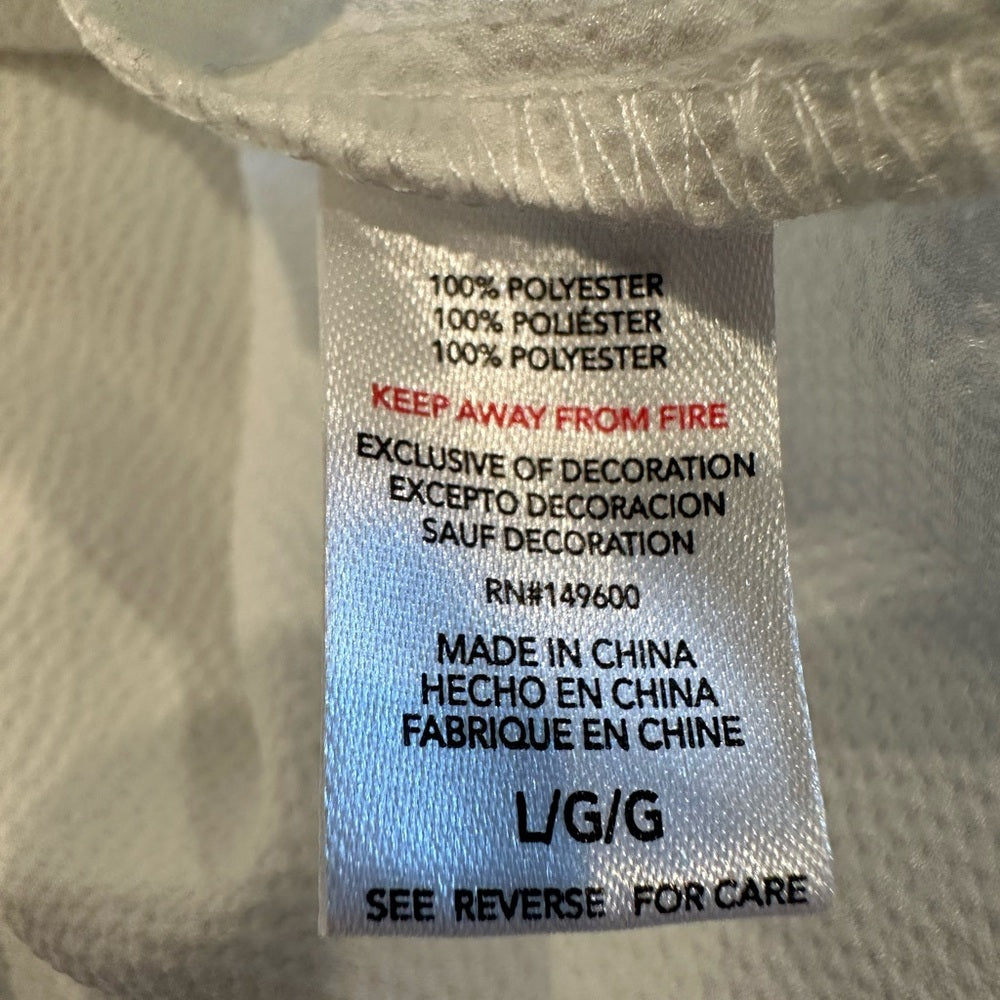 100% POLYESTER
100% POLIÉSTER
100% POLYESTER
KEEP AWAY FROM FIRE
EXCLUSIVE OF DECORATION
EXCEPTO DECORACION
SAUF DECORATION
RN#149600
MADE IN CHINA
HECHO EN CHINA
FABRIQUE EN CHINE
L/G/G
SEE REVERSE FOR CARE